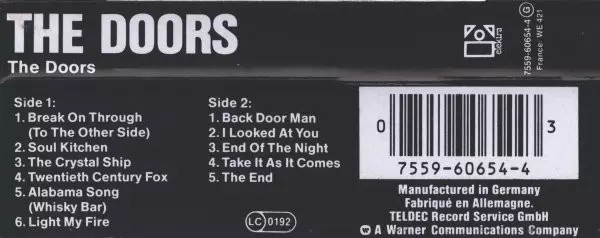 THE DOORS
The Doors
elektra
7559-60654-4 G
France: WE 421
Side 1:
1. Break On Through
(To The Other Side)
2. Soul Kitchen
3. The Crystal Ship
4. Twentieth Century Fox
5. Alabama Song
(Whisky Bar)
6. Light My Fire
Side 2:
1. Back Door Man
2. I Looked At You
3. End Of The Night
4. Take It As It Comes
5. The End
LC 0192
0 3
7559-60654-4
Manufactured in Germany
Fabriqué en Allemagne.
TELDEC Record Service GmbH
A Warner Communications Company